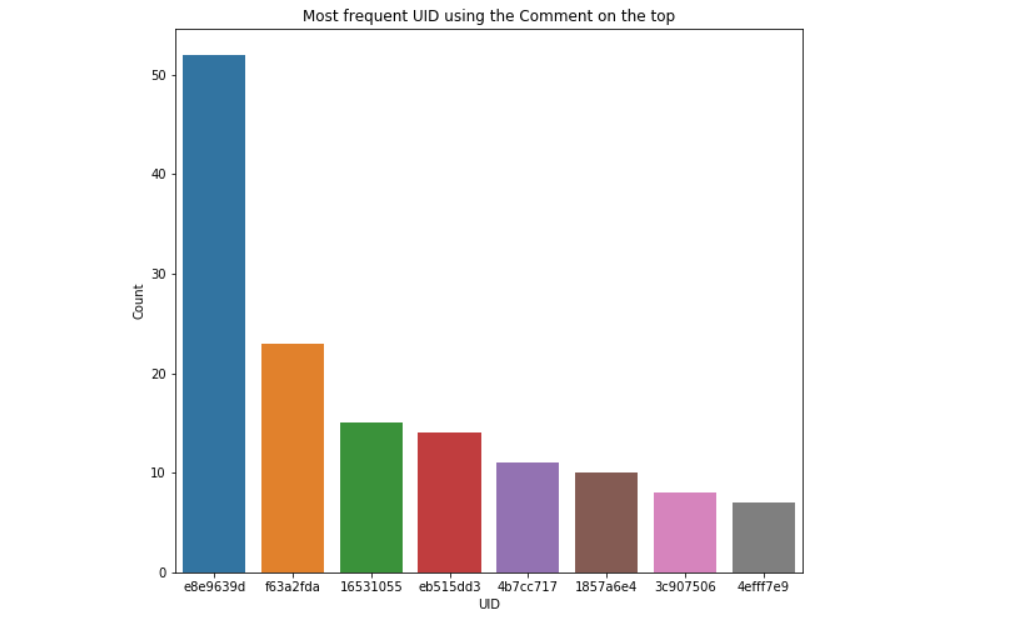 Most frequent UID using the Comment on the top
50
40
30
20
10
0
Count
e8e9639d f63a2fda 16531055 eb515dd3 4b7cc717 1857a6e4 3c907506 4efff7e9
UID